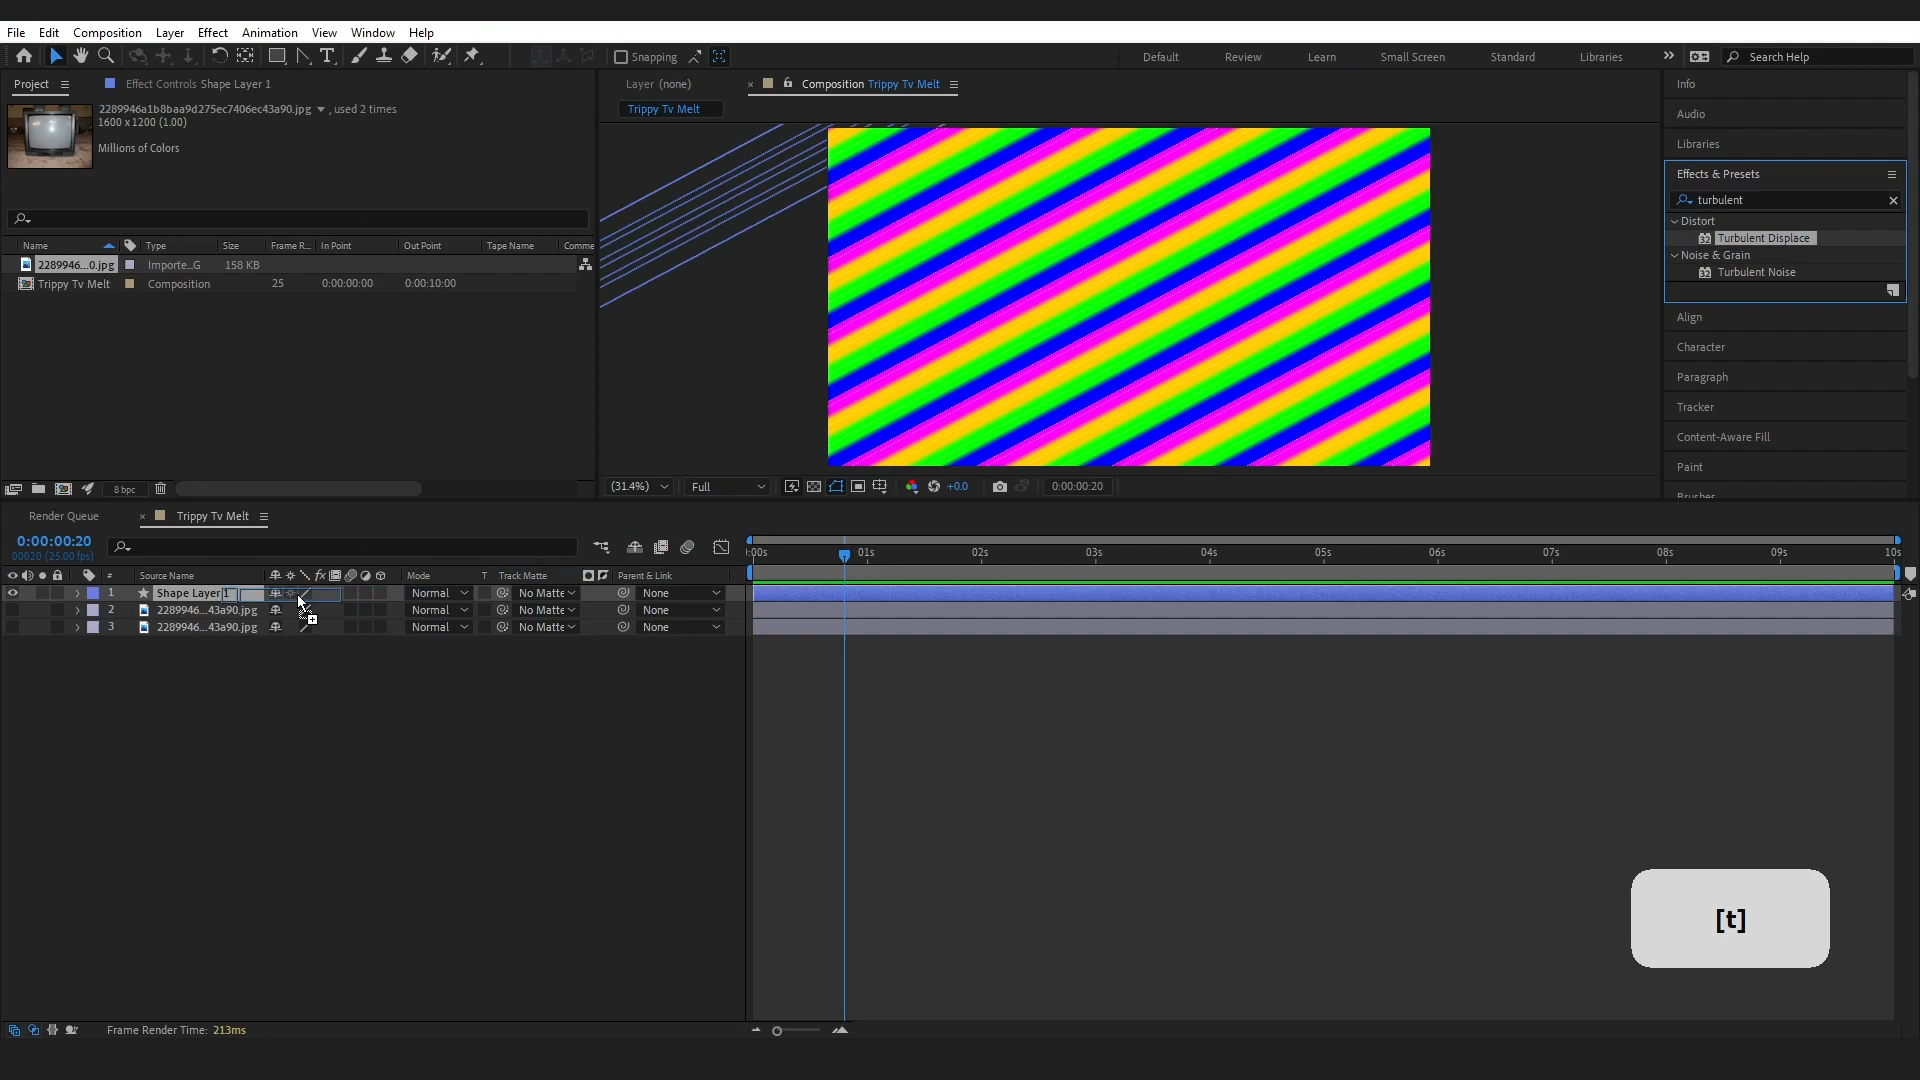 File Edit Composition Layer Effect Animation View Window Help
Snapping Default Review Learn Small Screen Standard Libraries Search Help
Project Effect Controls Shape Layer 1
2289946a1b8baa9d275ec7406ec43a90.jpg , used 2 times
1600 x 1200 (1.00)
Millions of Colors
Name Type Size Frame R... In Point Out Point Tape Name Comme
2289946...0.jpg Importe...G 158 KB
Trippy Tv Melt Composition 25 0:00:00:00 0:00:10:00
8 bpc
Layer (none) Composition Trippy Tv Melt
Trippy Tv Melt
(31.4%) Full +0.0 0:00:00:20
Info
Audio
Libraries
Effects & Presets
turbulent
Distort
32 Turbulent Displace
Noise & Grain
32 Turbulent Noise
Align
Character
Paragraph
Tracker
Content-Aware Fill
Paint
Brushes
Render Queue Trippy Tv Melt
0:00:00:20
00020 (25.00 fps)
:00s 01s 02s 03s 04s 05s 06s 07s 08s 09s 10s
# Source Name fx Mode T Track Matte Parent & Link
1 Shape Layer 1 Normal No Matte None
2 2289946...43a90.jpg Normal No Matte None
3 2289946...43a90.jpg Normal No Matte None
[t]
Frame Render Time: 213ms